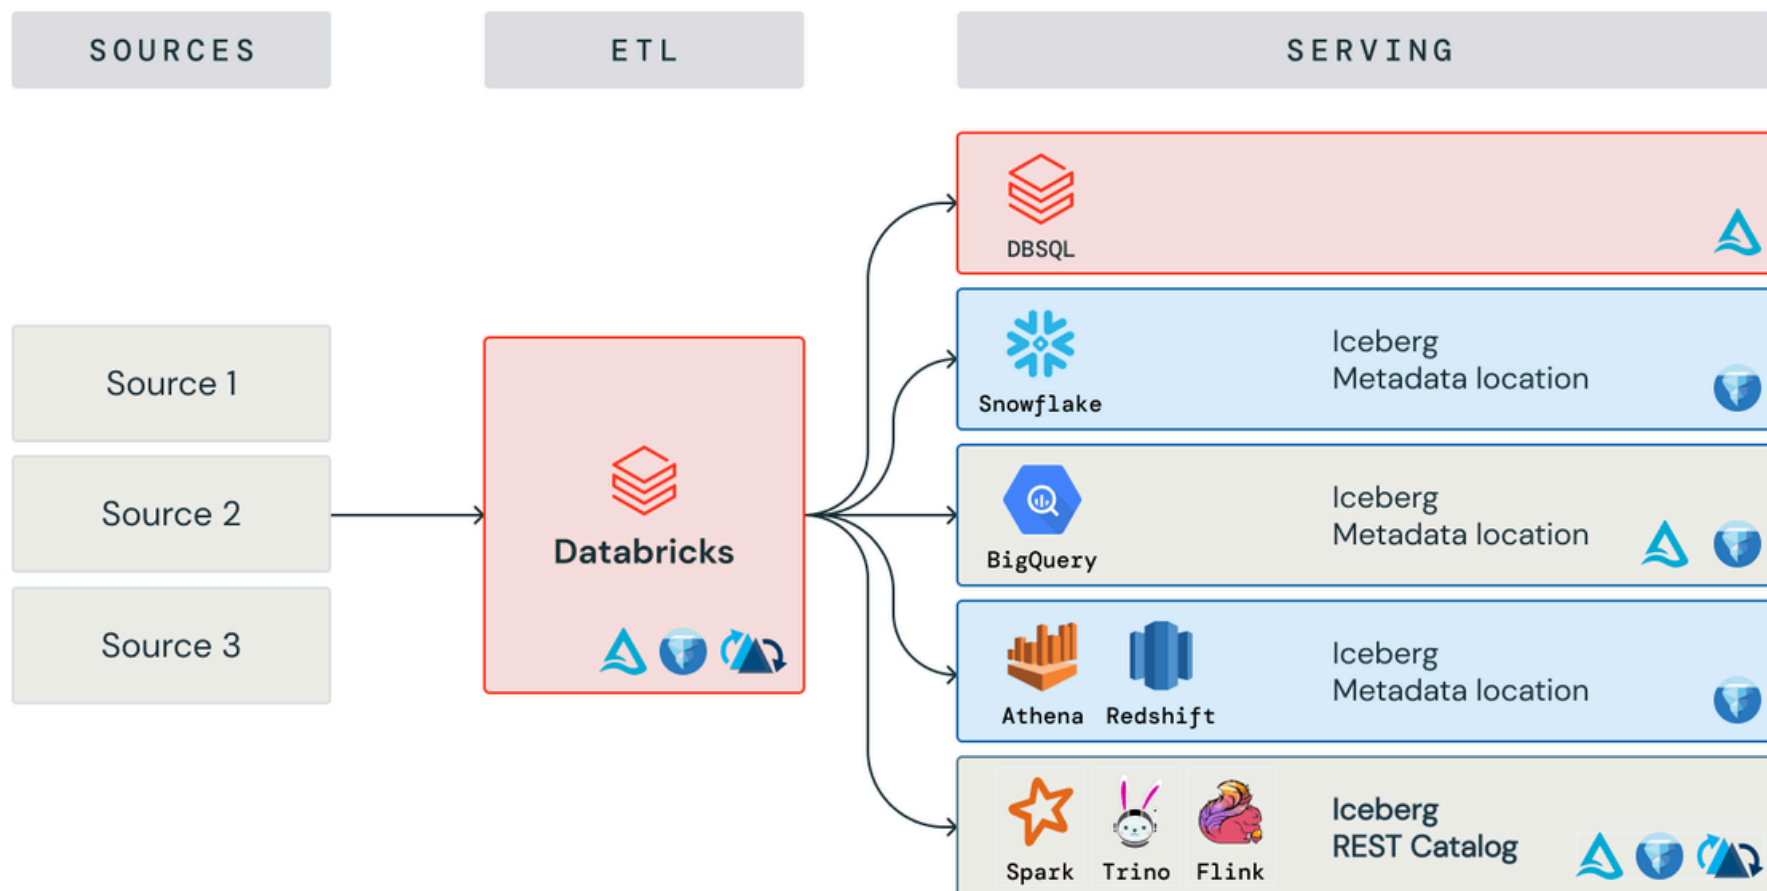 SOURCES
ETL
SERVING
Source 1
Source 2
Source 3
Databricks
DBSQL
Snowflake
Iceberg
Metadata location
BigQuery
Iceberg
Metadata location
Athena
Redshift
Iceberg
Metadata location
Spark
Trino
Flink
Iceberg
REST Catalog